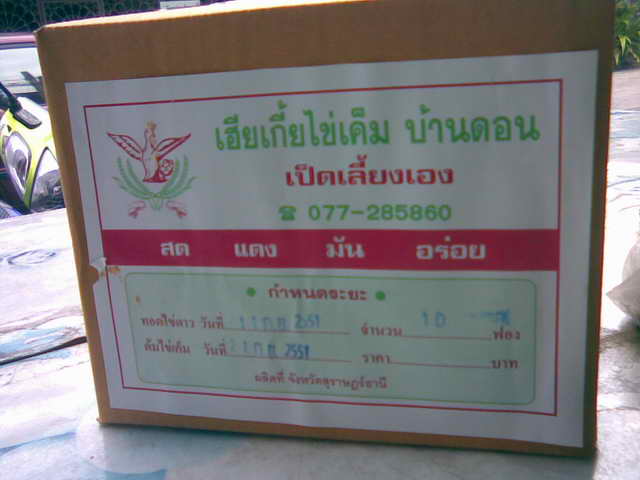 เฮียเกี้ยไข่เค็ม บ้านดอน
เป็ดเลี้ยงเอง
☎ 077-285860
สด แดง มัน อร่อย
กำหนดระยะ
ทอดไข่ดาว วันที่ 11 ก.ย. 2551 จำนวน 10 ฟอง
ต้มไข่เค็ม วันที่ 21 ก.ย. 2551 ราคา บาท
ผลิตที่ จังหวัดสุราษฎร์ธานี